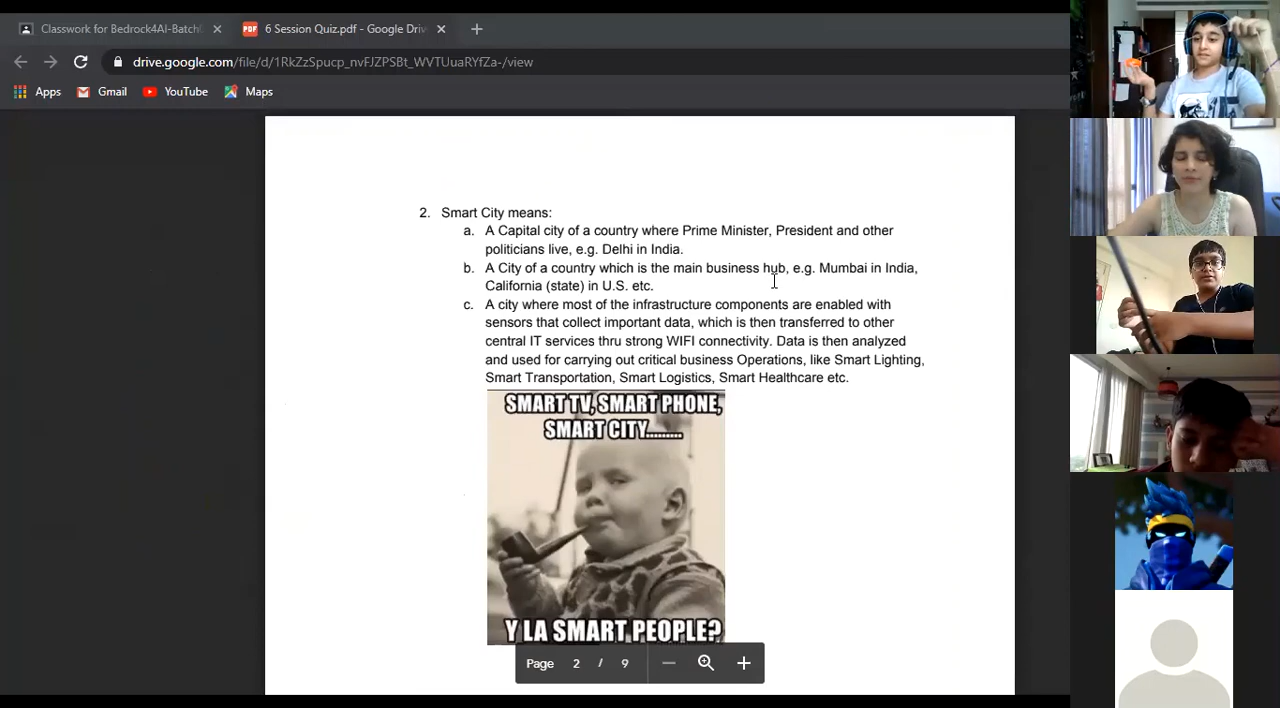 Classwork for Bedrock4AI-Batch
6 Session Quiz.pdf - Google Driv
drive.google.com/file/d/1RkZzSpucp_nvFJZPSBt_WVTUuaRYfZa-/view
Apps Gmail YouTube Maps
2. Smart City means:
a. A Capital city of a country where Prime Minister, President and other
politicians live, e.g. Delhi in India.
b. A City of a country which is the main business hub, e.g. Mumbai in India,
California (state) in U.S. etc.
c. A city where most of the infrastructure components are enabled with
sensors that collect important data, which is then transferred to other
central IT services thru strong WIFI connectivity. Data is then analyzed
and used for carrying out critical business Operations, like Smart Lighting,
Smart Transportation, Smart Logistics, Smart Healthcare etc.
SMART TV, SMART PHONE,
SMART CITY.........
Y LA SMART PEOPLE?
Page 2 / 9